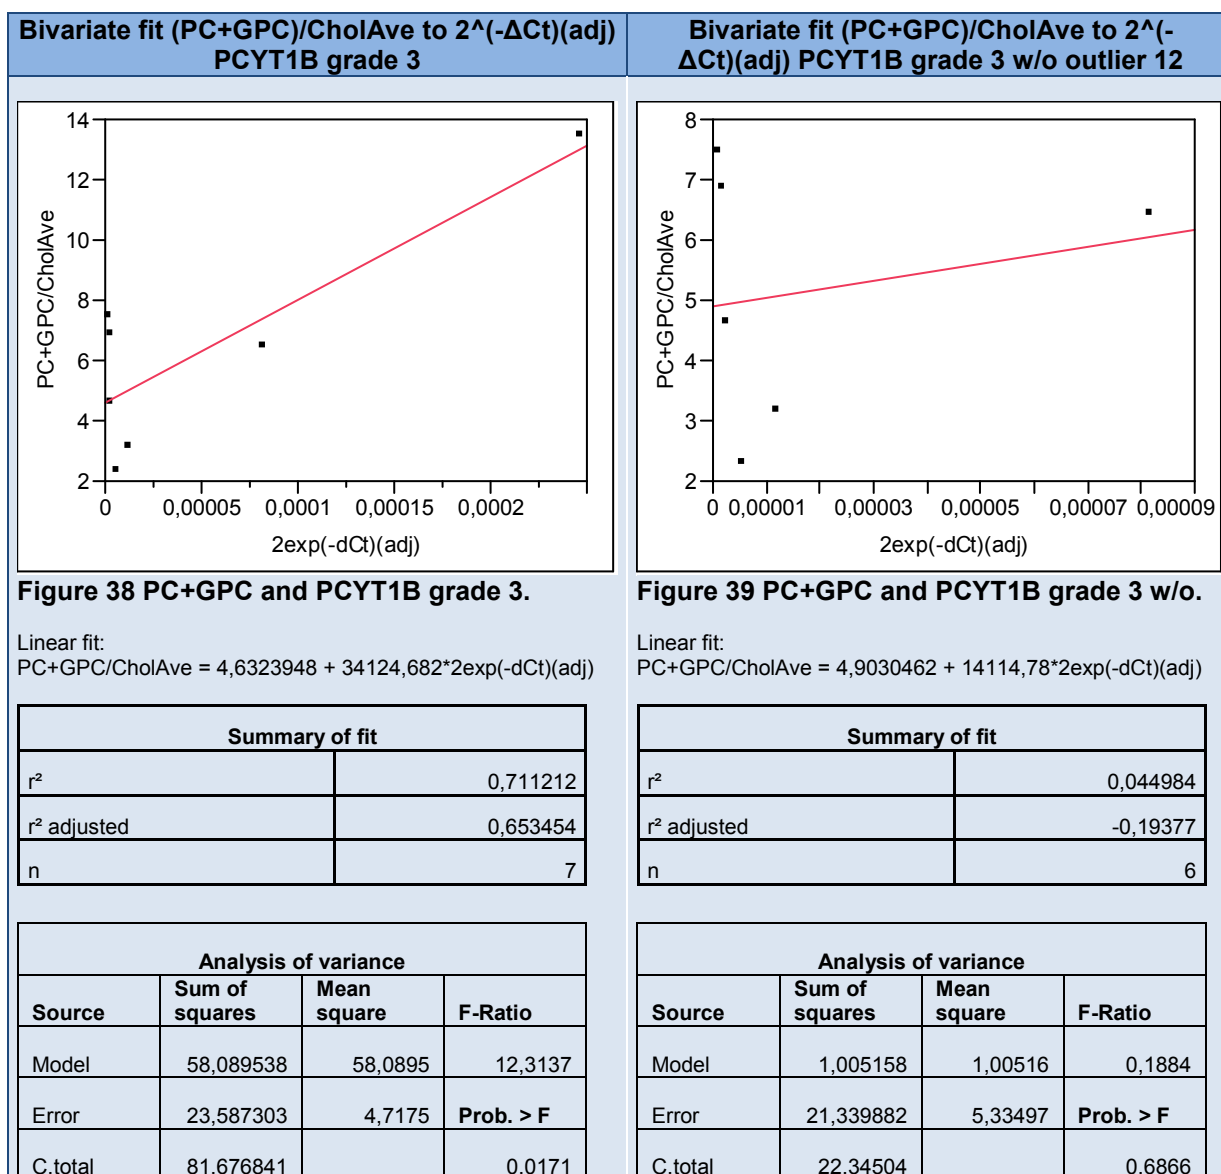 Bivariate fit (PC+GPC)/CholAve to 2^(-ΔCt)(adj)
PCYT1B grade 3
14
12
10
8
6
4
2
PC+GPC/CholAve
0 0,00005 0,0001 0,00015 0,0002
2exp(-dCt)(adj)
Figure 38 PC+GPC and PCYT1B grade 3.
Linear fit:
PC+GPC/CholAve = 4,6323948 + 34124,682*2exp(-dCt)(adj)
Summary of fit
r² 0,711212
r² adjusted 0,653454
n 7
Analysis of variance
Source Sum of squares Mean square F-Ratio
Model 58,089538 58,0895 12,3137
Error 23,587303 4,7175 Prob. > F
C.total 81,676841 0,0171
Bivariate fit (PC+GPC)/CholAve to 2^(-
ΔCt)(adj) PCYT1B grade 3 w/o outlier 12
8
7
6
5
4
3
2
PC+GPC/CholAve
0 0,00001 0,00003 0,00005 0,00007 0,00009
2exp(-dCt)(adj)
Figure 39 PC+GPC and PCYT1B grade 3 w/o.
Linear fit:
PC+GPC/CholAve = 4,9030462 + 14114,78*2exp(-dCt)(adj)
Summary of fit
r² 0,044984
r² adjusted -0,19377
n 6
Analysis of variance
Source Sum of squares Mean square F-Ratio
Model 1,005158 1,00516 0,1884
Error 21,339882 5,33497 Prob. > F
C.total 22,34504 0,6866